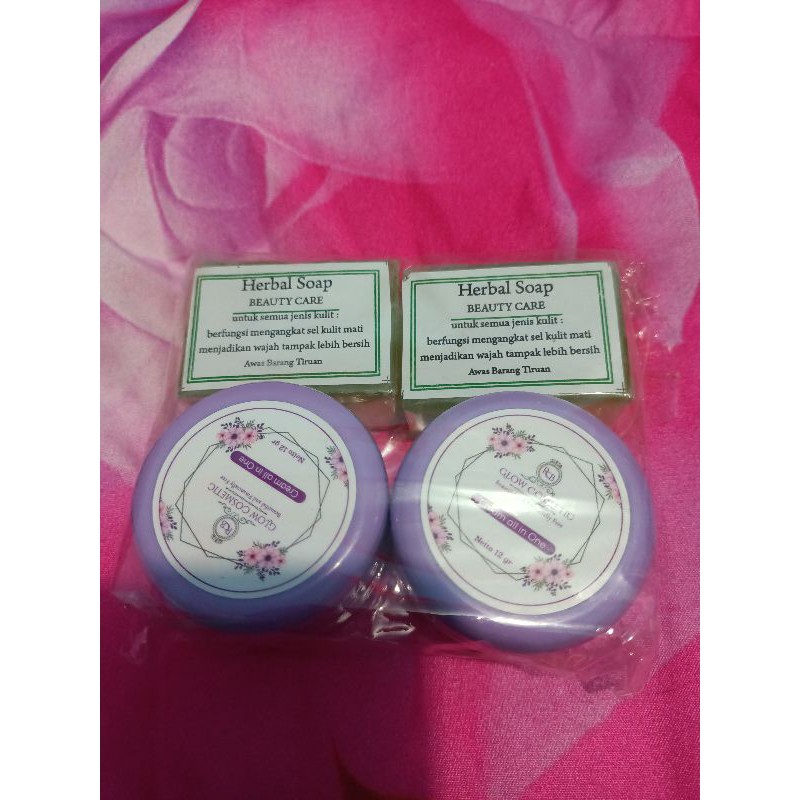 Herbal Soap
BEAUTY CARE
untuk semua jenis kulit :
berfungsi mengangkat sel kulit mati
menjadikan wajah tampak lebih bersih
Awas Barang Tiruan
Herbal Soap
BEAUTY CARE
untuk semua jenis kulit :
berfungsi mengangkat sel kulit mati
menjadikan wajah tampak lebih bersih
Awas Barang Tiruan
GLOW COSMETIC
Beautiful and
Cream all in One
Netto 12 gr
GLOW
all in One
Netto 12 gr